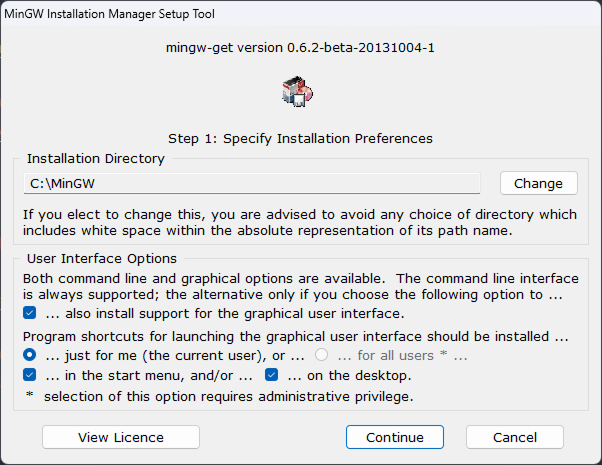 MinGW Installation Manager Setup Tool
mingw-get version 0.6.2-beta-20131004-1
Step 1: Specify Installation Preferences
Installation Directory
C:\MinGW
Change
If you elect to change this, you are advised to avoid any choice of directory which
includes white space within the absolute representation of its path name.
User Interface Options
Both command line and graphical options are available.  The command line interface
is always supported; the alternative only if you choose the following option to ...
... also install support for the graphical user interface.
Program shortcuts for launching the graphical user interface should be installed ...
... just for me (the current user), or ... ... for all users * ...
... in the start menu, and/or ... ... on the desktop.
* selection of this option requires administrative privilege.
View Licence Continue Cancel